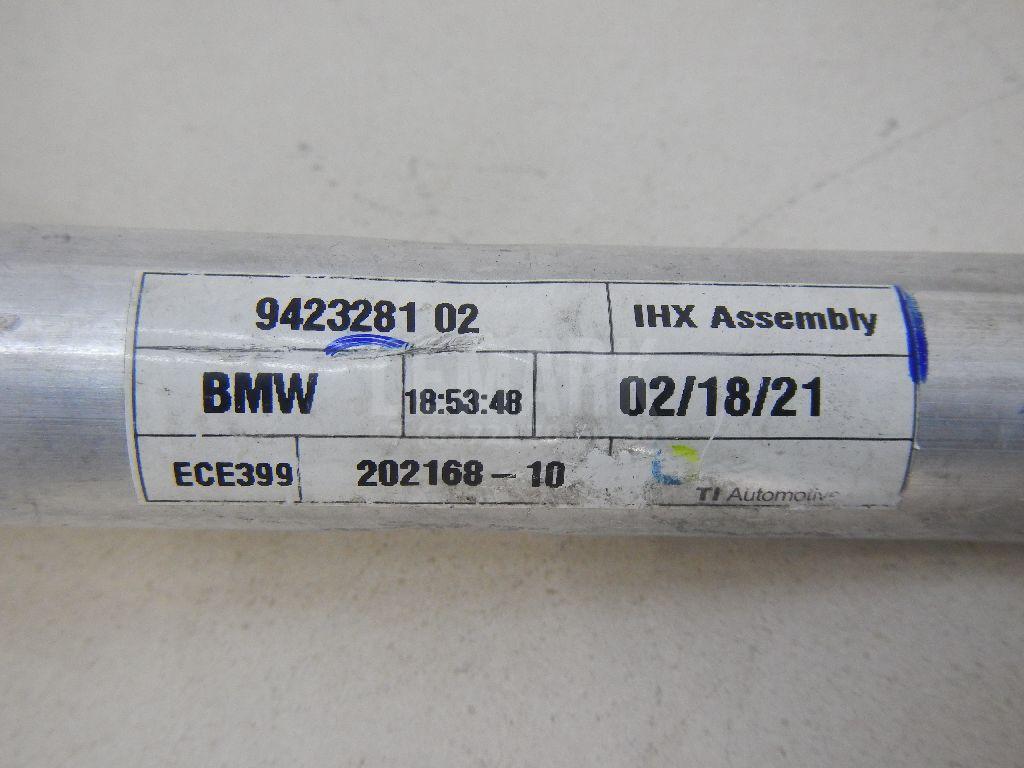 9423281 02 IHX Assembly
BMW 18:53:48 02/18/21
ECE399 202168-10 TI Automotive